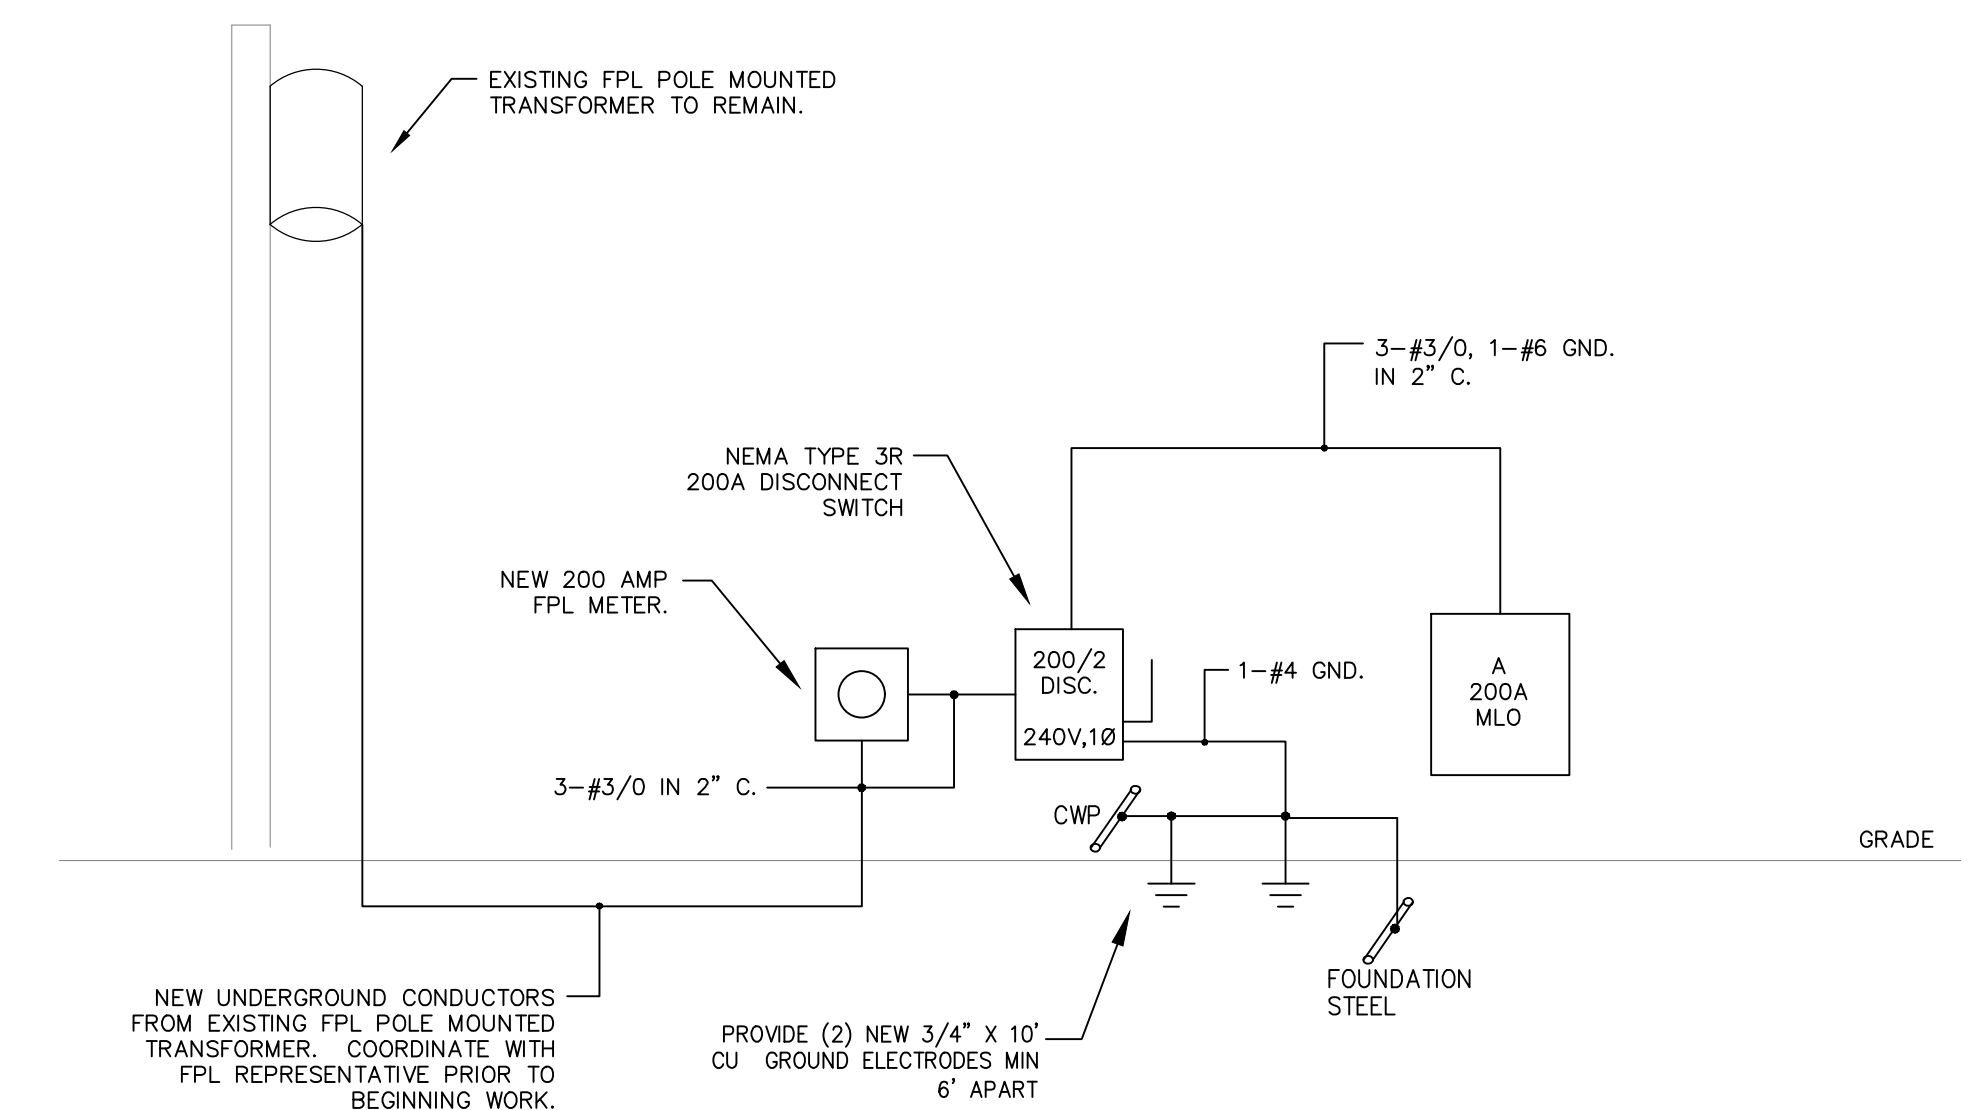 EXISTING FPL POLE MOUNTED
TRANSFORMER TO REMAIN.
3-#3/0, 1-#6 GND.
IN 2" C.
NEMA TYPE 3R
200A DISCONNECT
SWITCH
NEW 200 AMP
FPL METER.
200/2
DISC.
240V,1Ø
1-#4 GND.
A
200A
MLO
3-#3/0 IN 2" C.
CWP
GRADE
FOUNDATION
STEEL
NEW UNDERGROUND CONDUCTORS
FROM EXISTING FPL POLE MOUNTED
TRANSFORMER. COORDINATE WITH
FPL REPRESENTATIVE PRIOR TO
BEGINNING WORK.
PROVIDE (2) NEW 3/4" X 10'
CU GROUND ELECTRODES MIN
6' APART